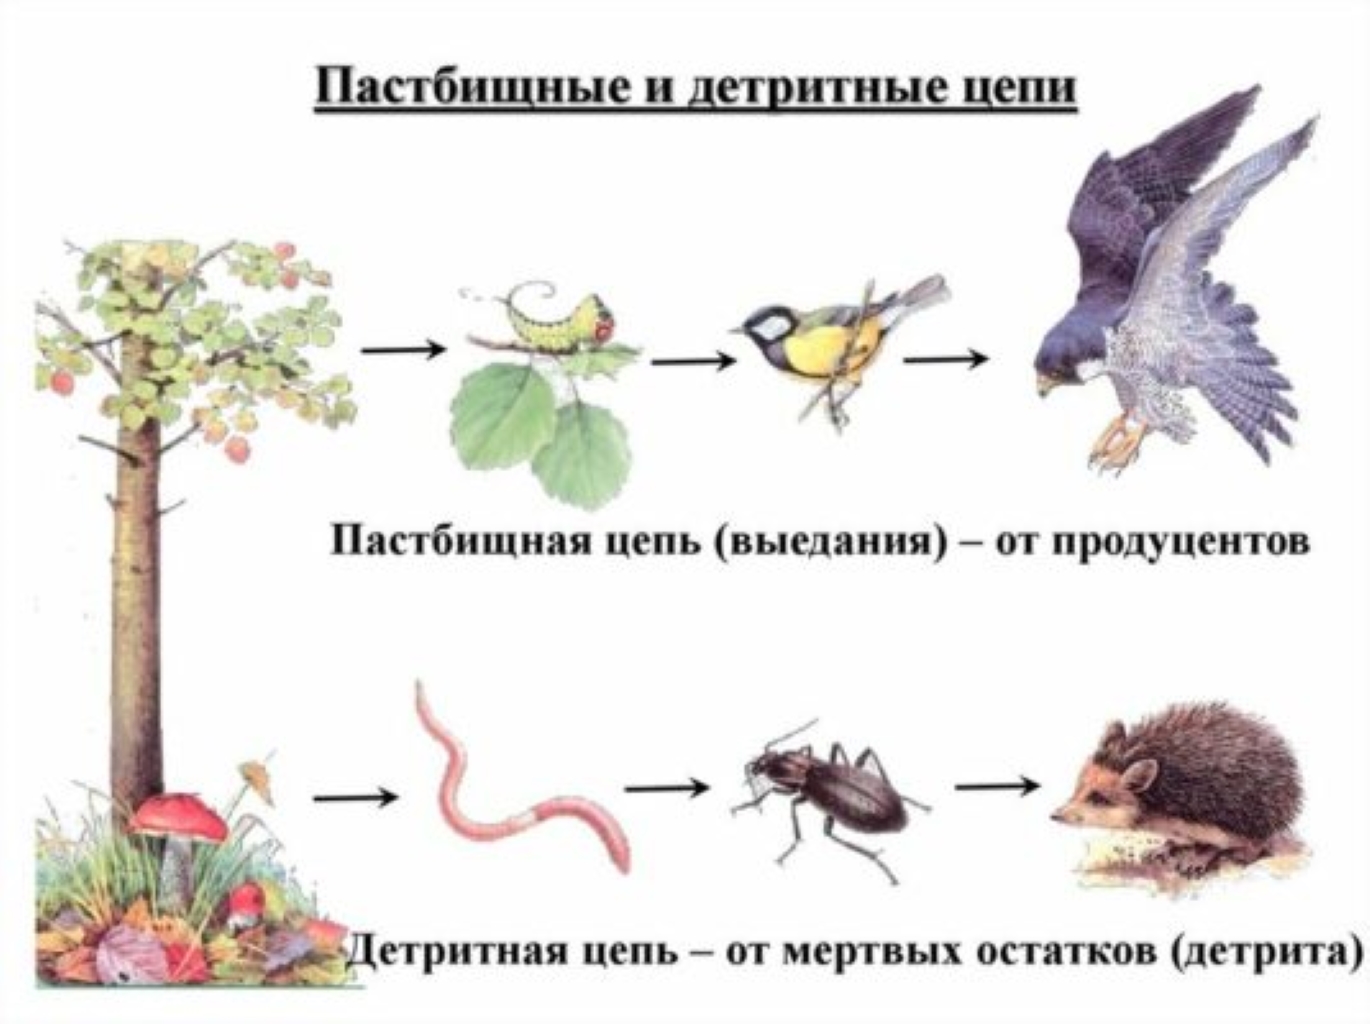 Пастбищные и детритные цепи
Пастбищная цепь (выедания) – от продуцентов
Детритная цепь – от мертвых остатков (детрита)